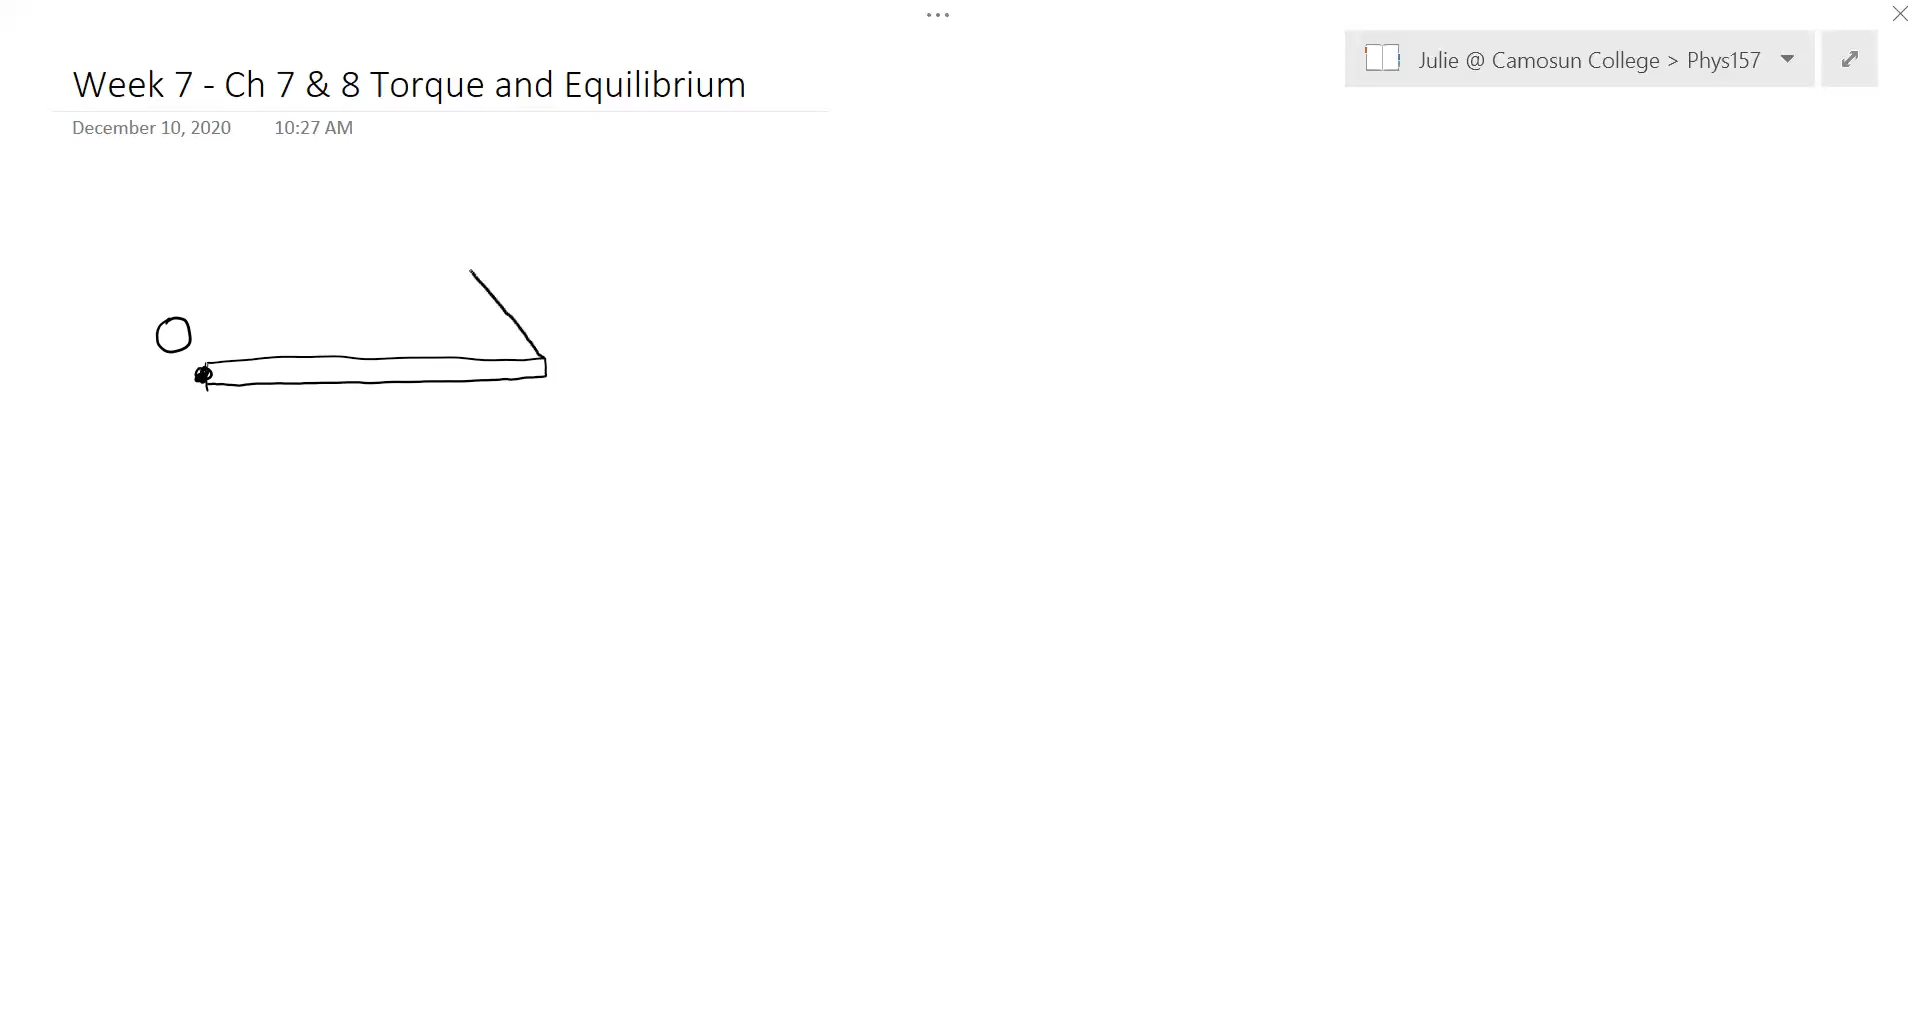 Julie @ Camosun College > Phys157
Week 7 - Ch 7 & 8 Torque and Equilibrium
December 10, 2020 10:27 AM
O